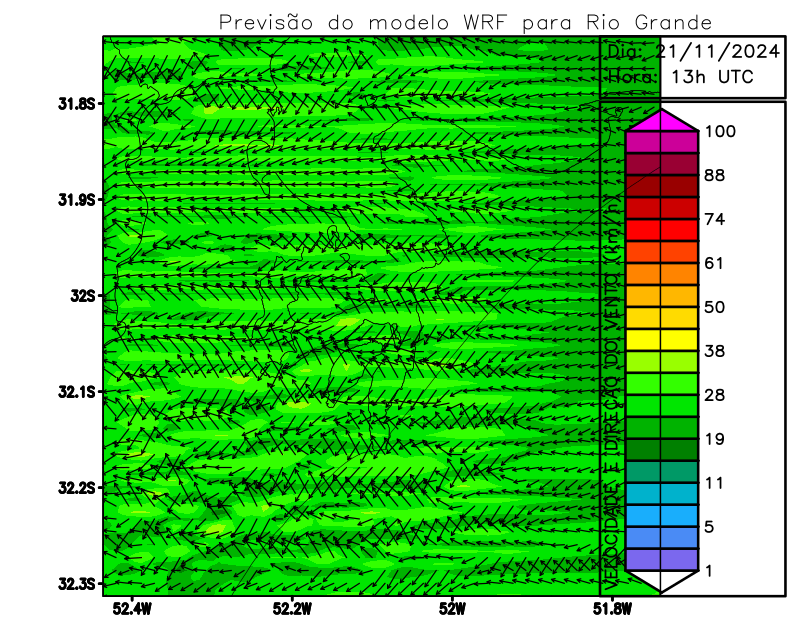 Previsão do modelo WRF para Rio Grande
Dia: 21/11/2024
Hora: 13h UTC
31.8S
31.9S
32S
32.1S
32.2S
32.3S
52.4W
52.2W
52W
51.8W
VELOCIDADE E DIREÇÃO DO VENTO (km/h)
100
88
74
61
50
38
28
19
11
5
1